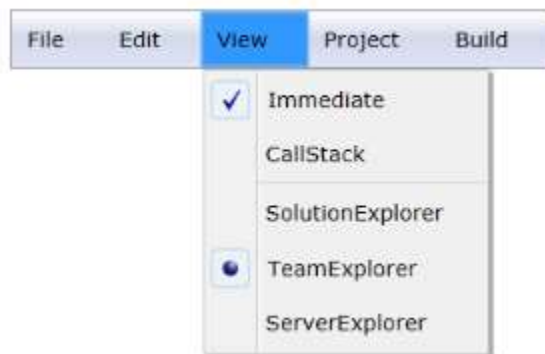 File Edit View Project Build
Immediate
CallStack
SolutionExplorer
TeamExplorer
ServerExplorer